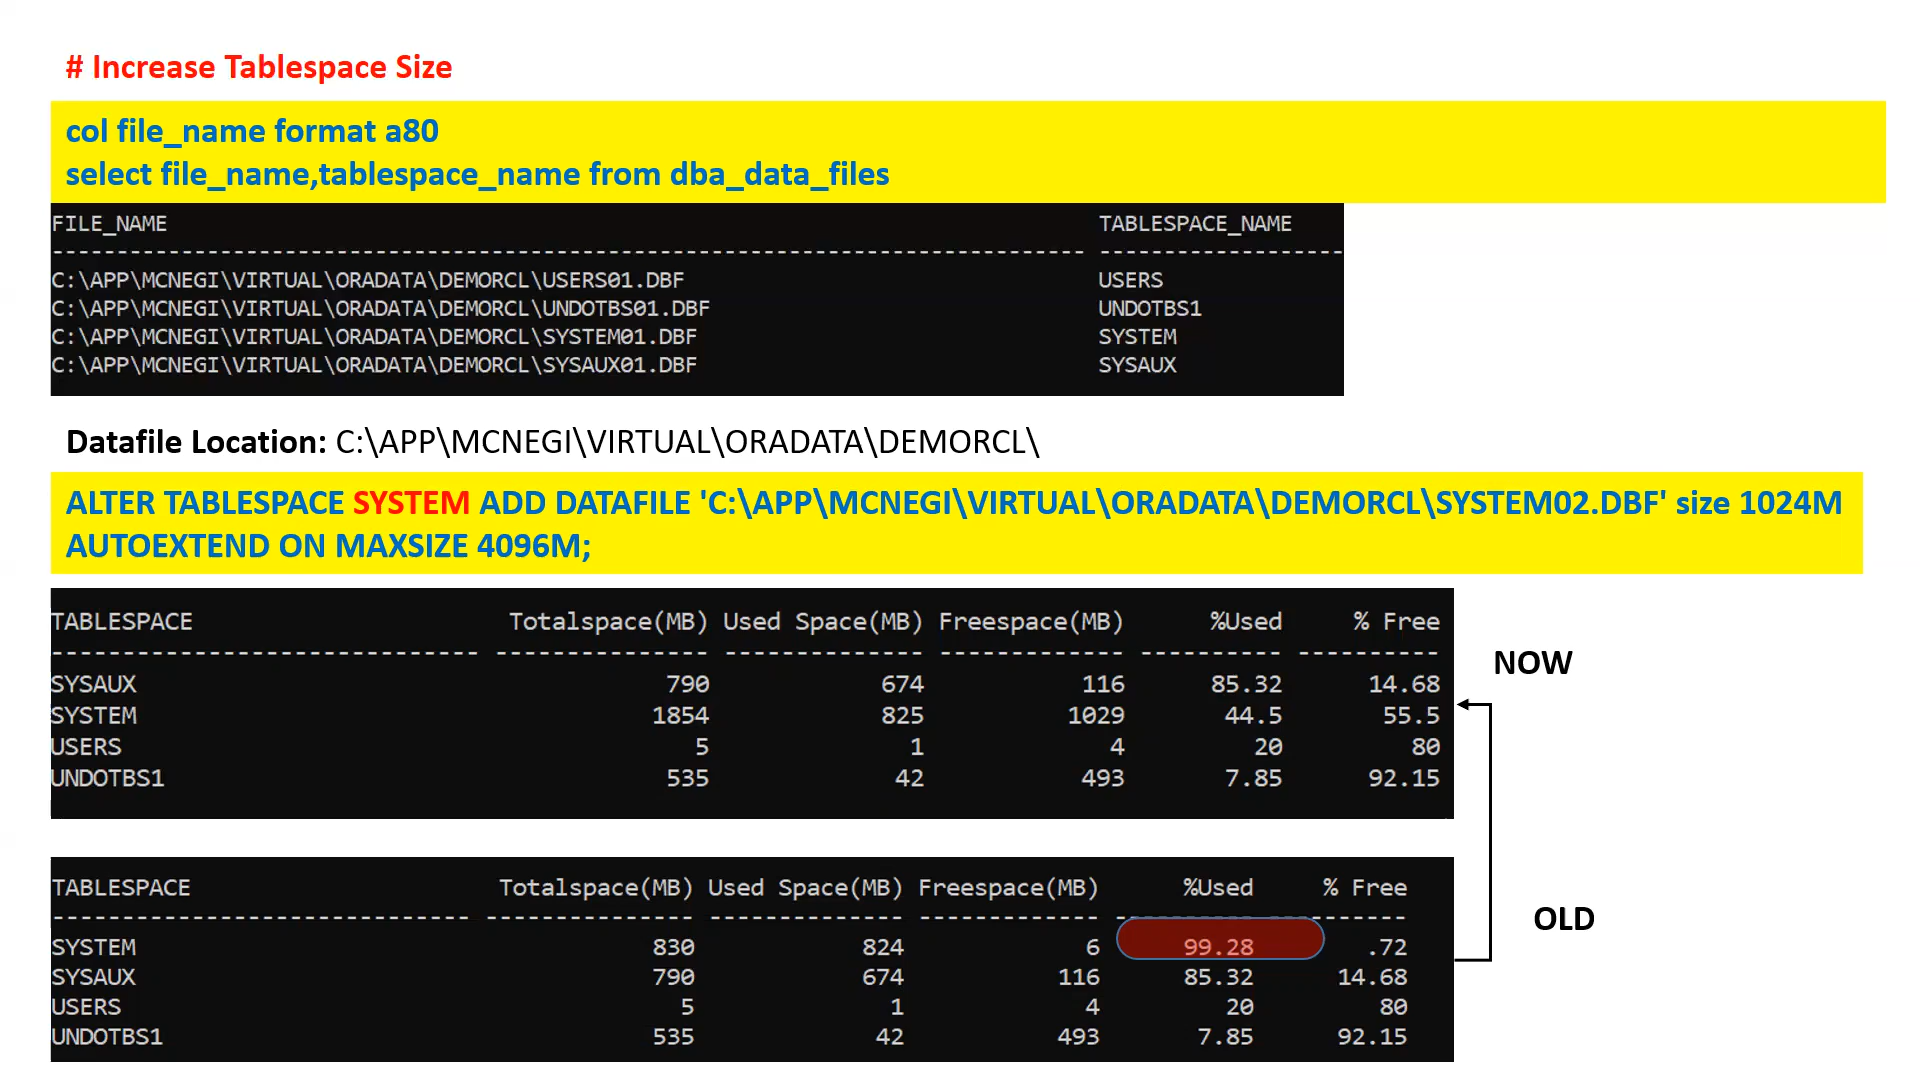 # Increase Tablespace Size
col file_name format a80
select file_name,tablespace_name from dba_data_files
FILE_NAME TABLESPACE_NAME
-------------------------------------------------------------------------------- -------------------
C:\APP\MCNEGI\VIRTUAL\ORADATA\DEMORCL\USERS01.DBF USERS
C:\APP\MCNEGI\VIRTUAL\ORADATA\DEMORCL\UNDOTBS01.DBF UNDOTBS1
C:\APP\MCNEGI\VIRTUAL\ORADATA\DEMORCL\SYSTEM01.DBF SYSTEM
C:\APP\MCNEGI\VIRTUAL\ORADATA\DEMORCL\SYSAUX01.DBF SYSAUX
Datafile Location: C:\APP\MCNEGI\VIRTUAL\ORADATA\DEMORCL\
ALTER TABLESPACE SYSTEM ADD DATAFILE 'C:\APP\MCNEGI\VIRTUAL\ORADATA\DEMORCL\SYSTEM02.DBF' size 1024M
AUTOEXTEND ON MAXSIZE 4096M;
TABLESPACE Totalspace(MB) Used Space(MB) Freespace(MB) %Used % Free
------------------------------ --------------- -------------- ------------- ---------- ----------
SYSAUX 790 674 116 85.32 14.68
SYSTEM 1854 825 1029 44.5 55.5
USERS 5 1 4 20 80
UNDOTBS1 535 42 493 7.85 92.15
NOW
TABLESPACE Totalspace(MB) Used Space(MB) Freespace(MB) %Used % Free
------------------------------ --------------- -------------- ------------- ---------- ----------
SYSTEM 830 824 6 99.28 .72
SYSAUX 790 674 116 85.32 14.68
USERS 5 1 4 20 80
UNDOTBS1 535 42 493 7.85 92.15
OLD